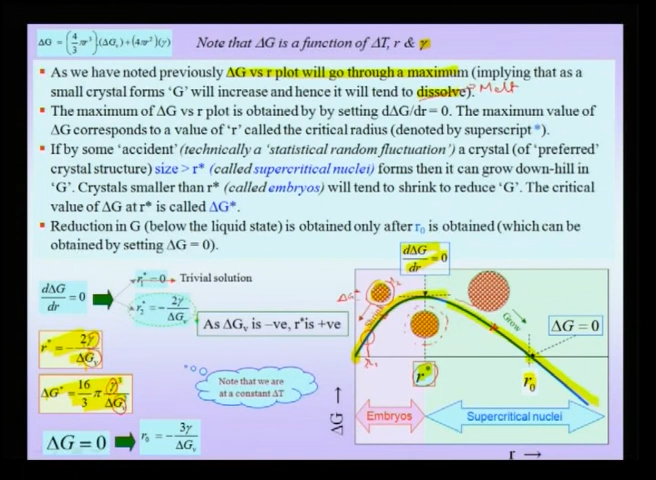 ΔG = (4/3 πr³).(ΔGᵥ) + (4πr²)(γ)
Note that ΔG is a function of ΔT, r & γ
▪ As we have noted previously ΔG vs r plot will go through a maximum (implying that as a
small crystal forms ‘G’ will increase and hence it will tend to dissolve). Melt
▪ The maximum of ΔG vs r plot is obtained by by setting dΔG/dr = 0. The maximum value of
ΔG corresponds to a value of ‘r’ called the critical radius (denoted by superscript *).
▪ If by some ‘accident’ (technically a ‘statistical random fluctuation’) a crystal (of ‘preferred’
crystal structure) size > r* (called supercritical nuclei) forms then it can grow down-hill in
‘G’. Crystals smaller than r* (called embryos) will tend to shrink to reduce ‘G’. The critical
value of ΔG at r* is called ΔG*.
▪ Reduction in G (below the liquid state) is obtained only after r₀ is obtained (which can be
obtained by setting ΔG = 0).
dΔG/dr = 0
r₁* = 0
Trivial solution
r₂* = − 2γ/ΔGᵥ
As ΔGᵥ is −ve, r* is +ve
r* = − 2γ/ΔGᵥ
ΔG* = 16/3 π γ³/ΔGᵥ²
Note that we are
at a constant ΔT
ΔG = 0
r₀ = − 3γ/ΔGᵥ
dΔG/dr = 0
Grow
ΔG = 0
r*
r₀
ΔG →
Embryos
Supercritical nuclei
r →